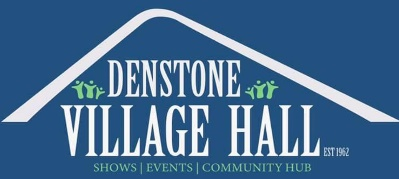 DENSTONE
VILLAGE HALL EST 1962
SHOWS | EVENTS | COMMUNITY HUB